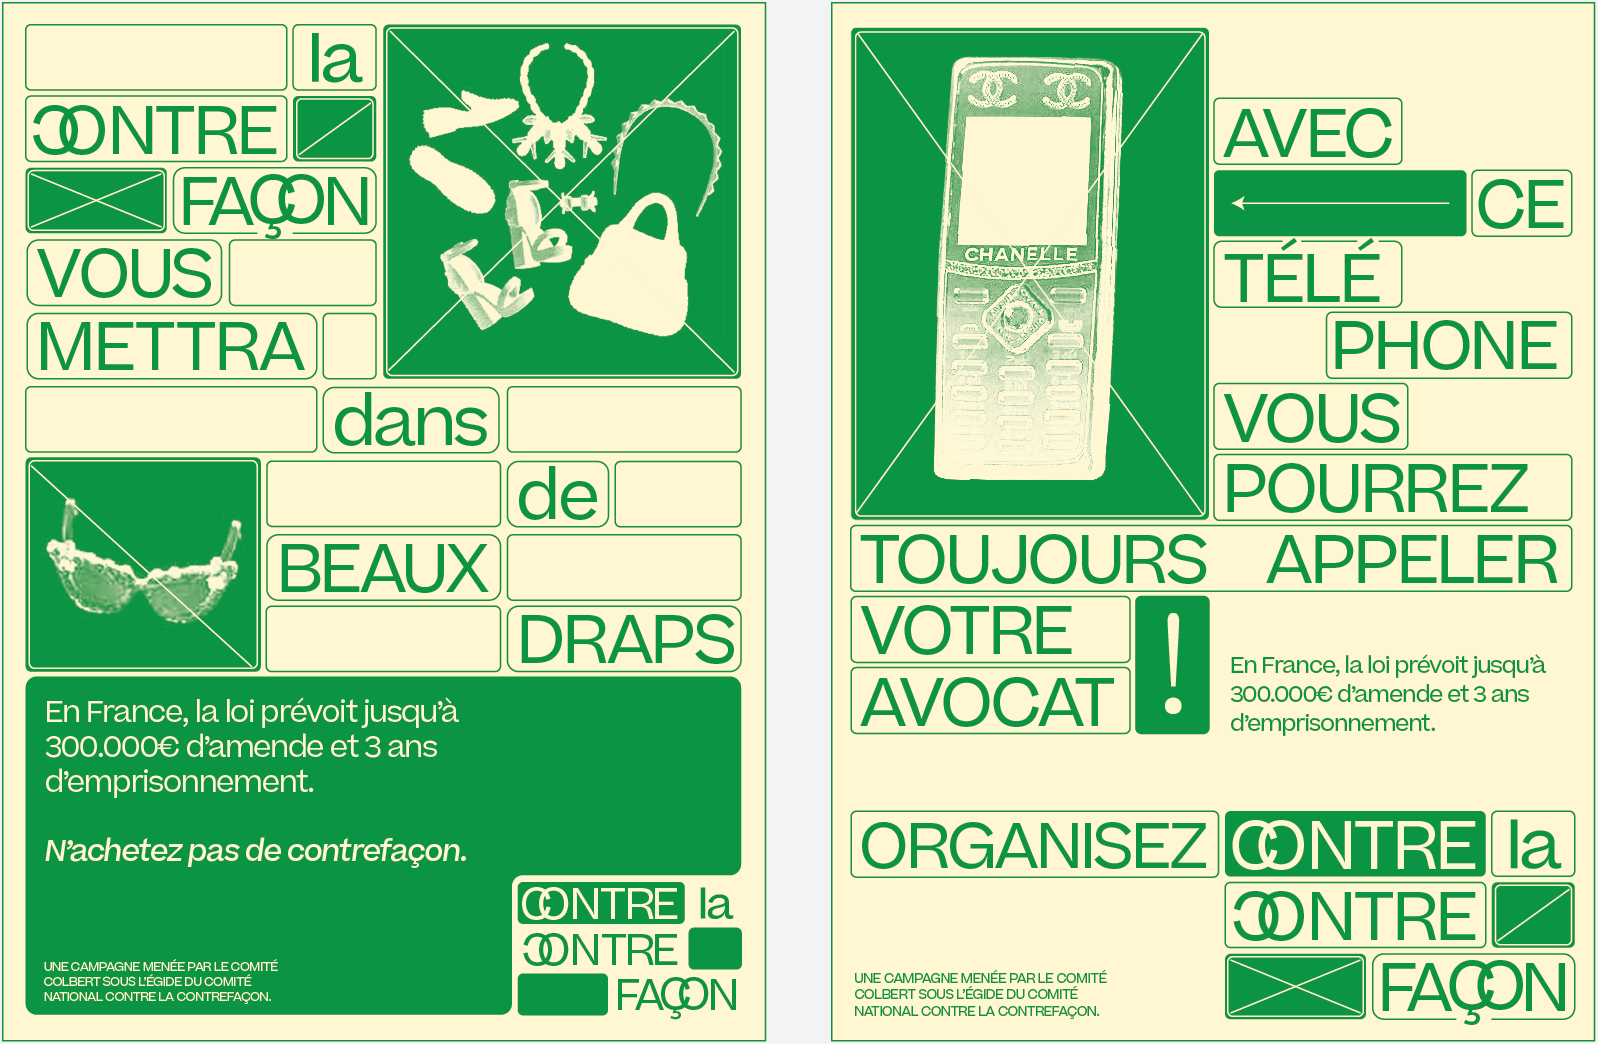 la
CONTRE
FAÇON
VOUS
METTRA
dans
de
BEAUX
DRAPS
En France, la loi prévoit jusqu’à
300.000€ d’amende et 3 ans
d’emprisonnement.
N’achetez pas de contrefaçon.
UNE CAMPAGNE MENÉE PAR LE COMITÉ
COLBERT SOUS L’ÉGIDE DU COMITÉ
NATIONAL CONTRE LA CONTREFAÇON.
CONTRE la
CONTRE
FAÇON
CHANELLE
AVEC
CE
TÉLÉ
PHONE
VOUS
POURREZ
TOUJOURS APPELER
VOTRE
AVOCAT !
En France, la loi prévoit jusqu’à
300.000€ d’amende et 3 ans
d’emprisonnement.
ORGANISEZ CONTRE la
CONTRE
FAÇON
UNE CAMPAGNE MENÉE PAR LE COMITÉ
COLBERT SOUS L’ÉGIDE DU COMITÉ
NATIONAL CONTRE LA CONTREFAÇON.